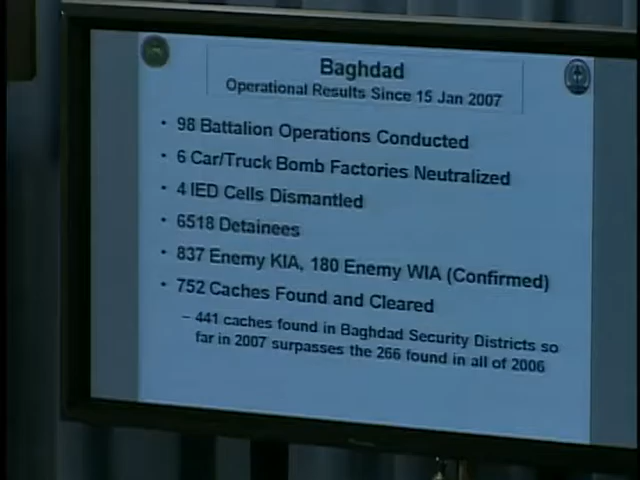 Baghdad
Operational Results Since 15 Jan 2007
• 98 Battalion Operations Conducted
• 6 Car/Truck Bomb Factories Neutralized
• 4 IED Cells Dismantled
• 6518 Detainees
• 837 Enemy KIA, 180 Enemy WIA (Confirmed)
• 752 Caches Found and Cleared
– 441 caches found in Baghdad Security Districts so
far in 2007 surpasses the 266 found in all of 2006